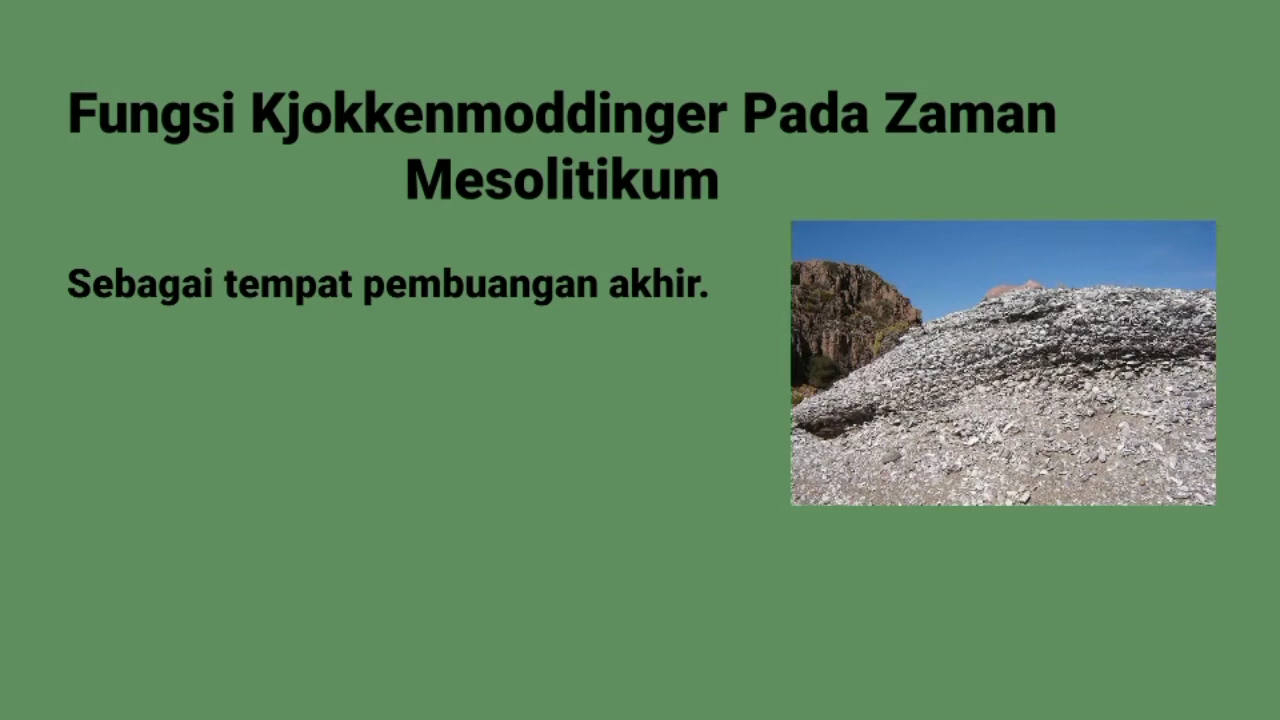 Fungsi Kjokkenmoddinger Pada Zaman
Mesolitikum
Sebagai tempat pembuangan akhir.